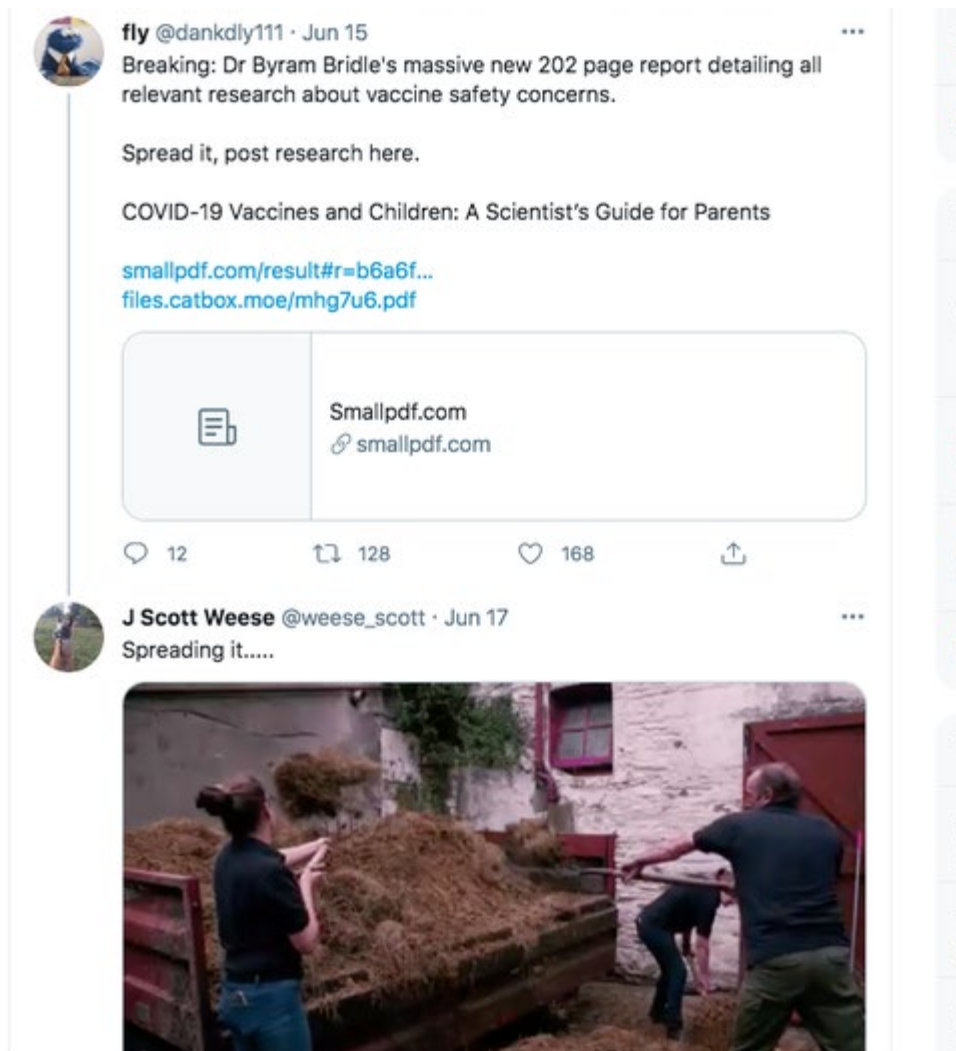 fly @dankdly111 · Jun 15
Breaking: Dr Byram Bridle's massive new 202 page report detailing all
relevant research about vaccine safety concerns.
Spread it, post research here.
COVID-19 Vaccines and Children: A Scientist's Guide for Parents
smallpdf.com/result#r=b6a6f...
files.catbox.moe/mhg7u6.pdf
Smallpdf.com
smallpdf.com
12 128 168
J Scott Weese @weese_scott · Jun 17
Spreading it.....